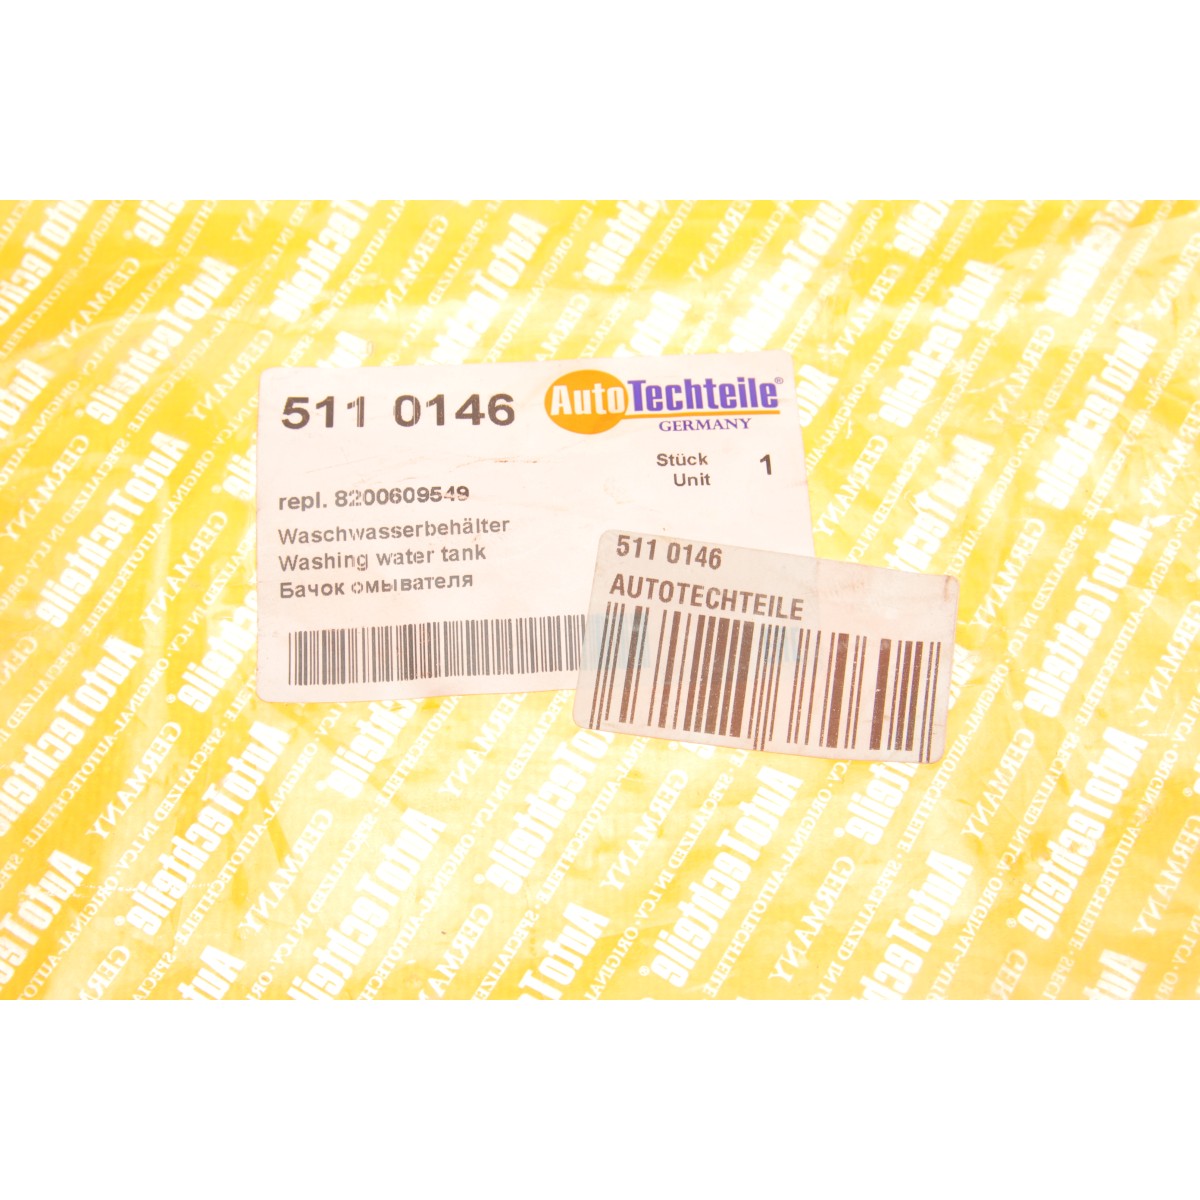 511 0146
AutoTechteile®
GERMANY
Stück 1
Unit
repl. 8200609549
Waschwasserbehälter
Washing water tank
Бачок омывателя
511 0146
AUTOTECHTEILE